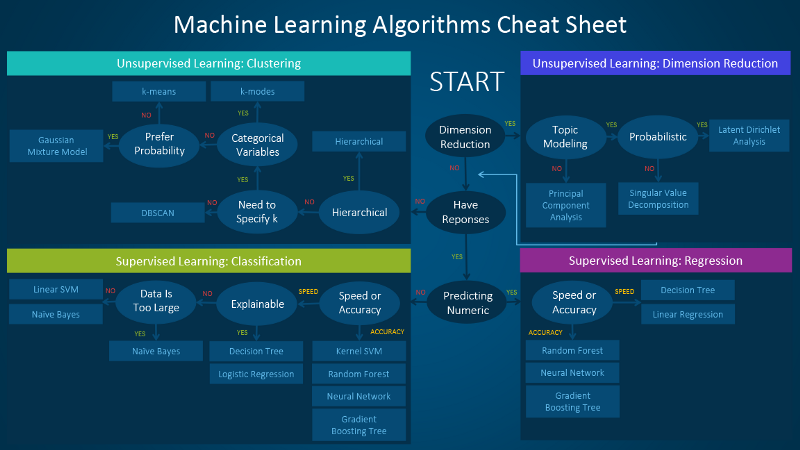 Machine Learning Algorithms Cheat Sheet
Unsupervised Learning: Clustering
START
Unsupervised Learning: Dimension Reduction
k-means
k-modes
NO
YES
Gaussian
Mixture Model
YES
Prefer
Probability
NO
Categorical
Variables
Hierarchical
YES
YES
DBSCAN
NO
Need to
Specify k
NO
Hierarchical
NO
Dimension
Reduction
YES
Topic
Modeling
YES
Probabilistic
YES
Latent Dirichlet
Analysis
NO
NO
NO
Principal
Component
Analysis
Singular Value
Decomposition
Have
Reponses
YES
Supervised Learning: Classification
Supervised Learning: Regression
Linear SVM
Naïve Bayes
NO
Data Is
Too Large
NO
Explainable
SPEED
Speed or
Accuracy
NO
Predicting
Numeric
YES
Speed or
Accuracy
SPEED
Decision Tree
Linear Regression
YES
YES
ACCURACY
ACCURACY
Naïve Bayes
Decision Tree
Logistic Regression
Kernel SVM
Random Forest
Neural Network
Gradient
Boosting Tree
Random Forest
Neural Network
Gradient
Boosting Tree